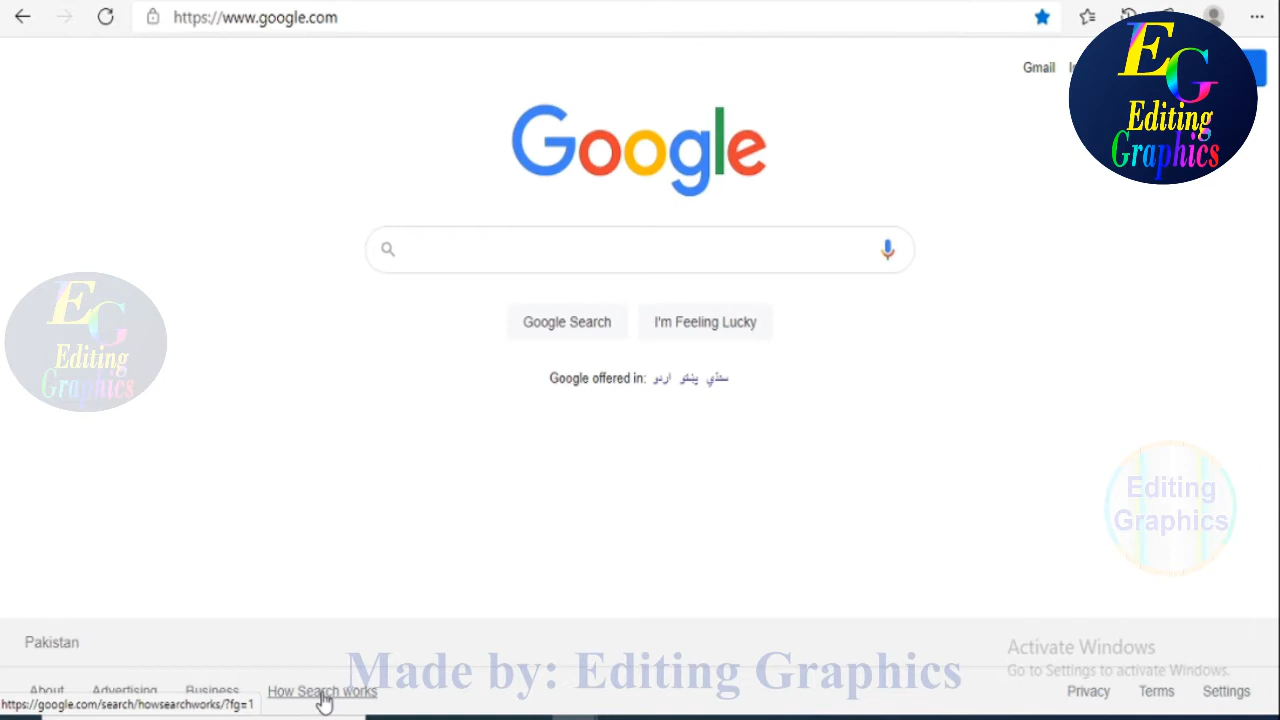 https://www.google.com
Gmail
EG
Editing
Graphics
Google
Google Search
I'm Feeling Lucky
Google offered in: اردو پښتو سنڌي
EG
Editing
Graphics
Editing
Graphics
Pakistan
Activate Windows
Go to Settings to activate Windows.
Made by: Editing Graphics
About
Advertising
Business
How Search works
Privacy
Terms
Settings
https://google.com/search/howsearchworks/?fg=1